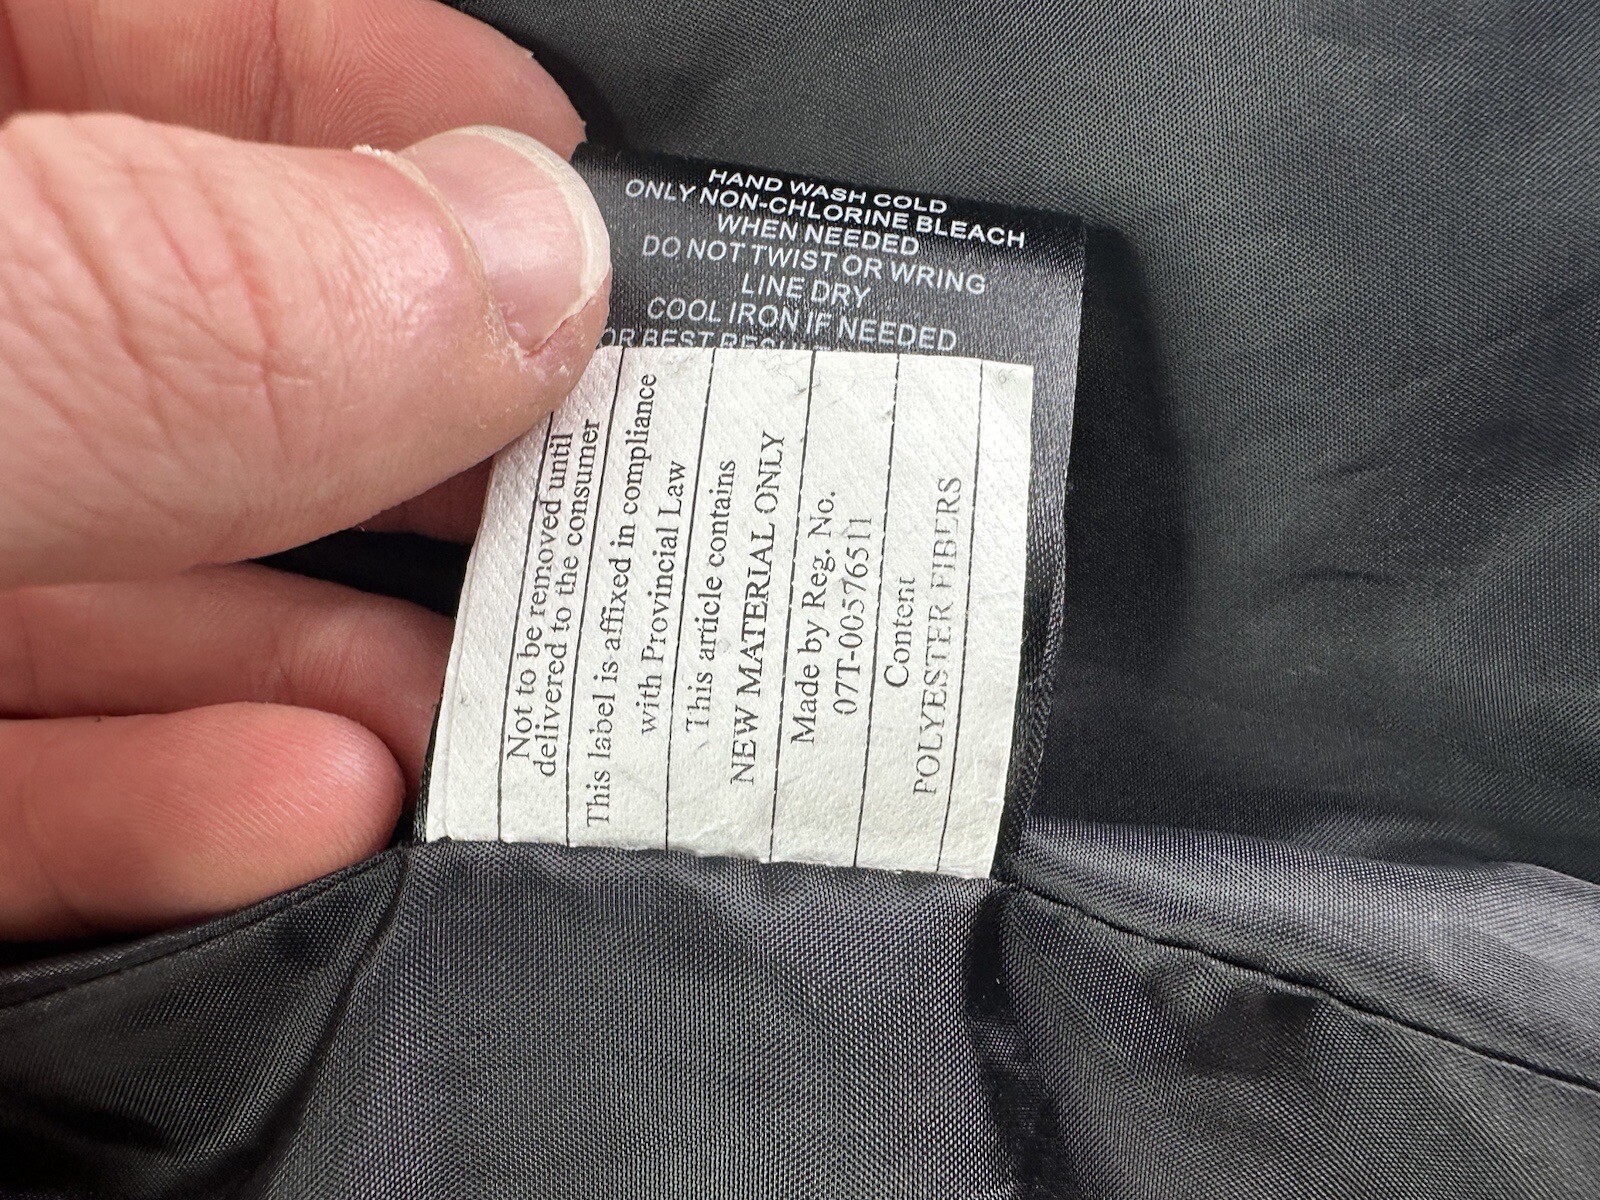 HAND WASH COLD
ONLY NON-CHLORINE BLEACH
WHEN NEEDED
DO NOT TWIST OR WRING
LINE DRY
COOL IRON IF NEEDED
BEST
Not to be removed until
delivered to the consumer
This label is affixed in compliance
with Provincial Law
This article contains
NEW MATERIAL ONLY
Made by Reg. No.
07T-00576511
Content
POLYESTER FIBERS